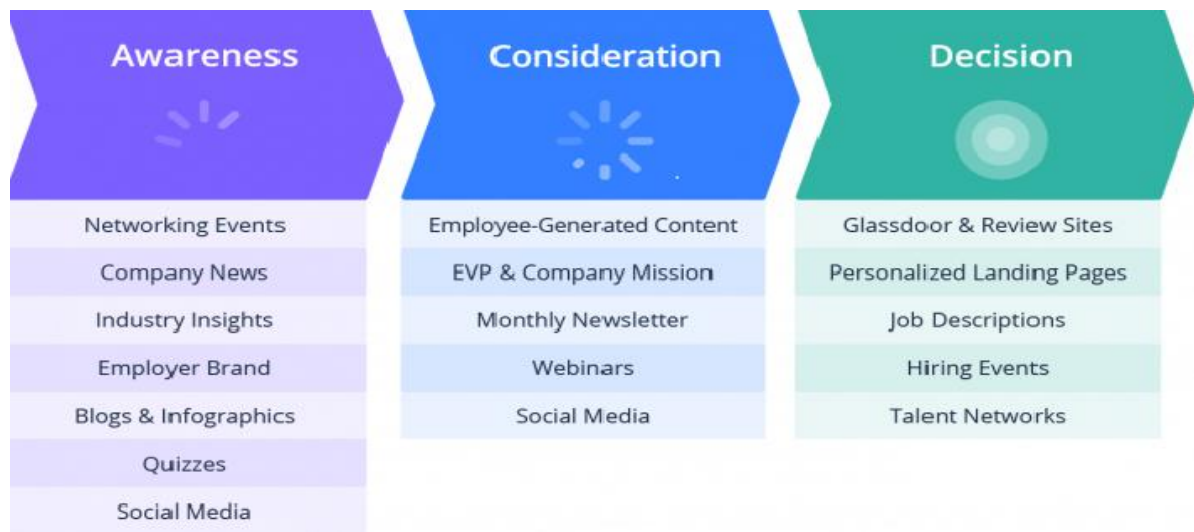 Awareness
Networking Events
Company News
Industry Insights
Employer Brand
Blogs & Infographics
Quizzes
Social Media
Consideration
Employee-Generated Content
EVP & Company Mission
Monthly Newsletter
Webinars
Social Media
Decision
Glassdoor & Review Sites
Personalized Landing Pages
Job Descriptions
Hiring Events
Talent Networks